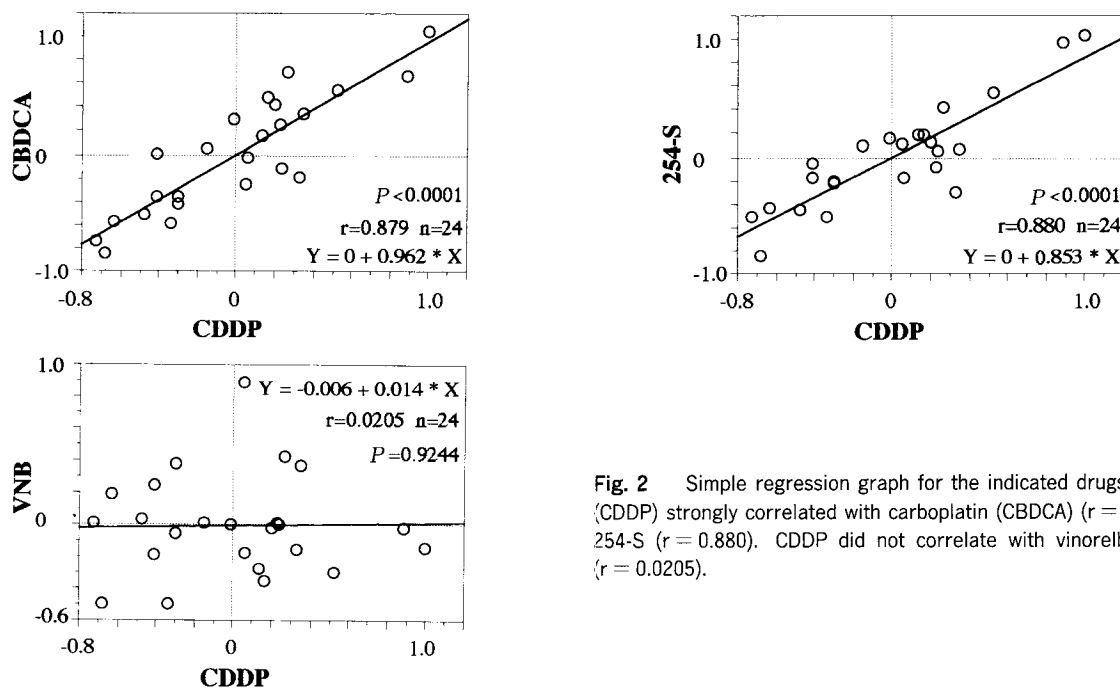 1.0
CBDCA
0
P<0.0001
r=0.879 n=24
Y = 0 + 0.962 * X
-1.0
-0.8
0
1.0
CDDP
1.0
254-S
0
P<0.0001
r=0.880 n=24
Y = 0 + 0.853 * X
-1.0
-0.8
0
1.0
CDDP
1.0
VNB
Y = -0.006 + 0.014 * X
r=0.0205 n=24
P=0.9244
0
-0.6
-0.8
0
1.0
CDDP
Fig. 2 Simple regression graph for the indicated drugs
(CDDP) strongly correlated with carboplatin (CBDCA) (r =
254-S (r = 0.880). CDDP did not correlate with vinorelb
(r = 0.0205).